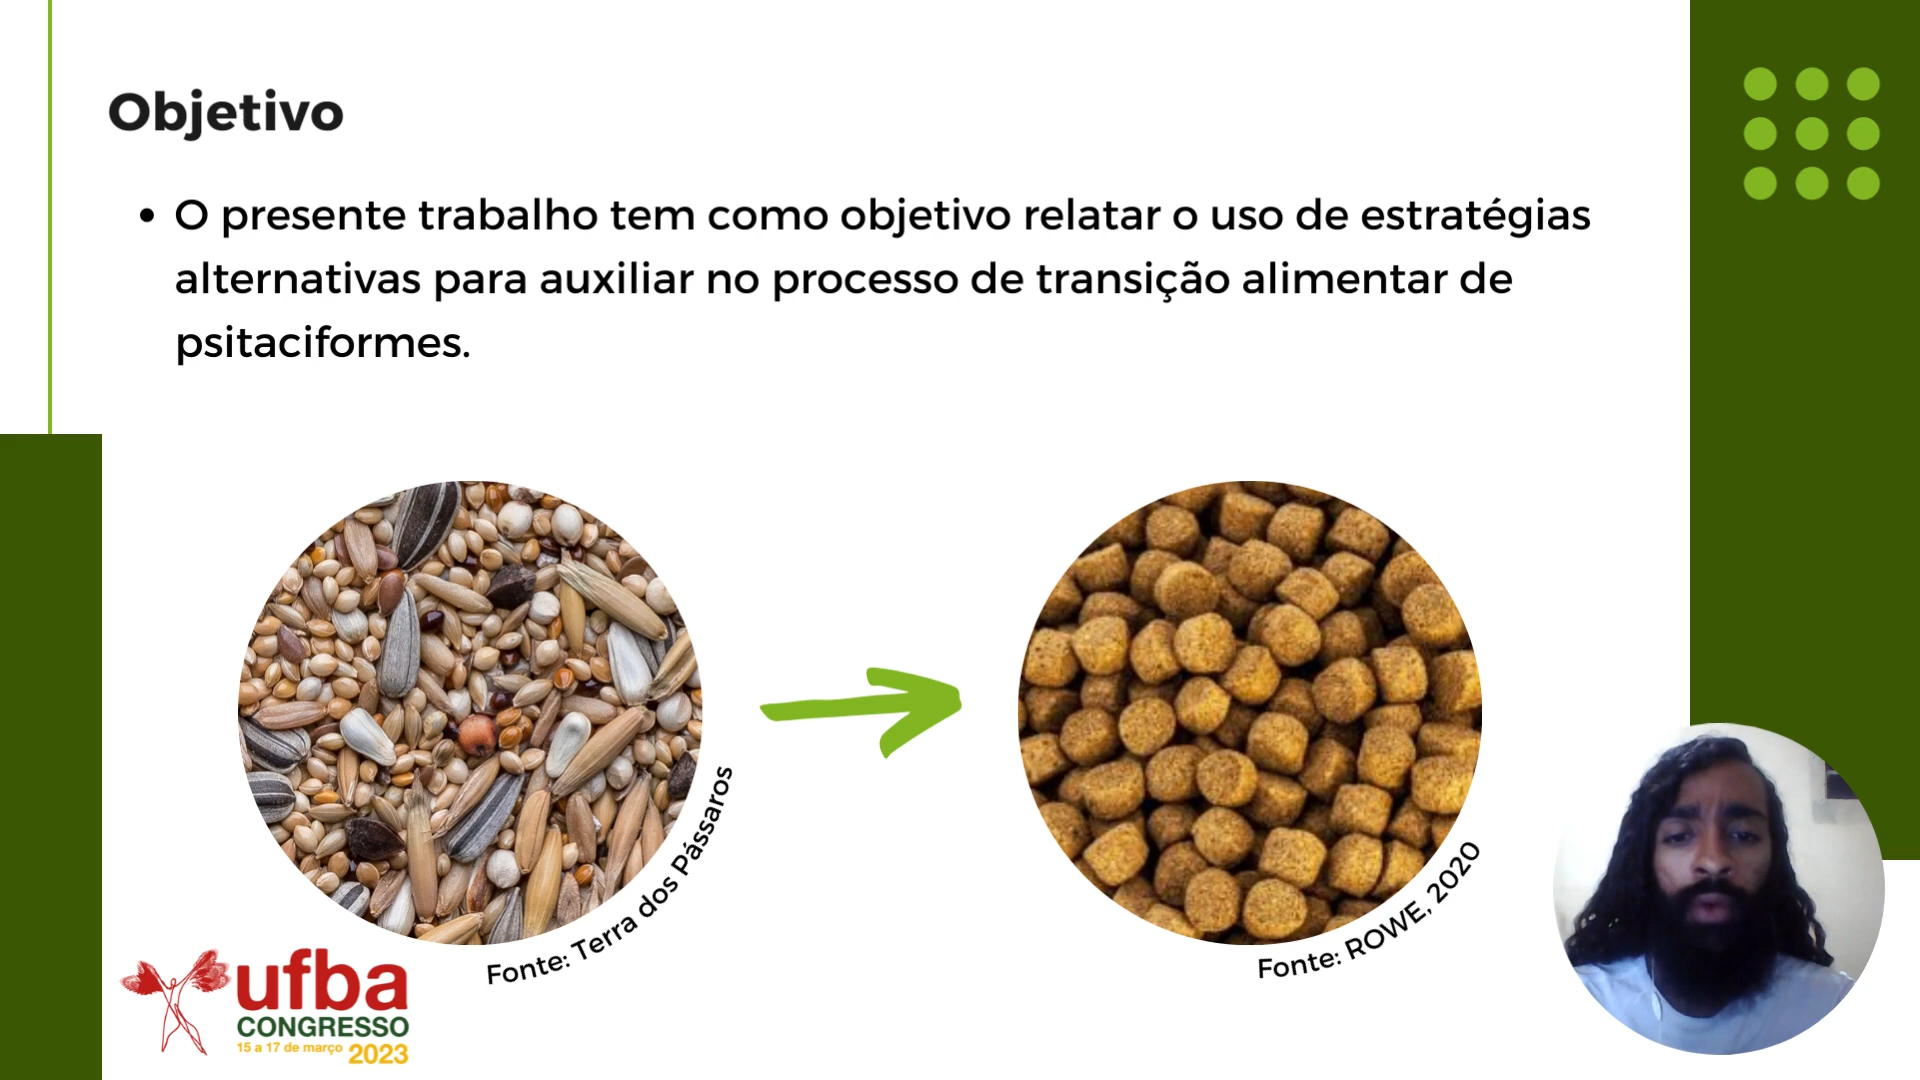 Objetivo
• O presente trabalho tem como objetivo relatar o uso de estratégias
alternativas para auxiliar no processo de transição alimentar de
psitaciformes.
Fonte: Terra dos Pássaros
Fonte: ROWE, 2020
ufba
CONGRESSO
15 a 17 de março 2023